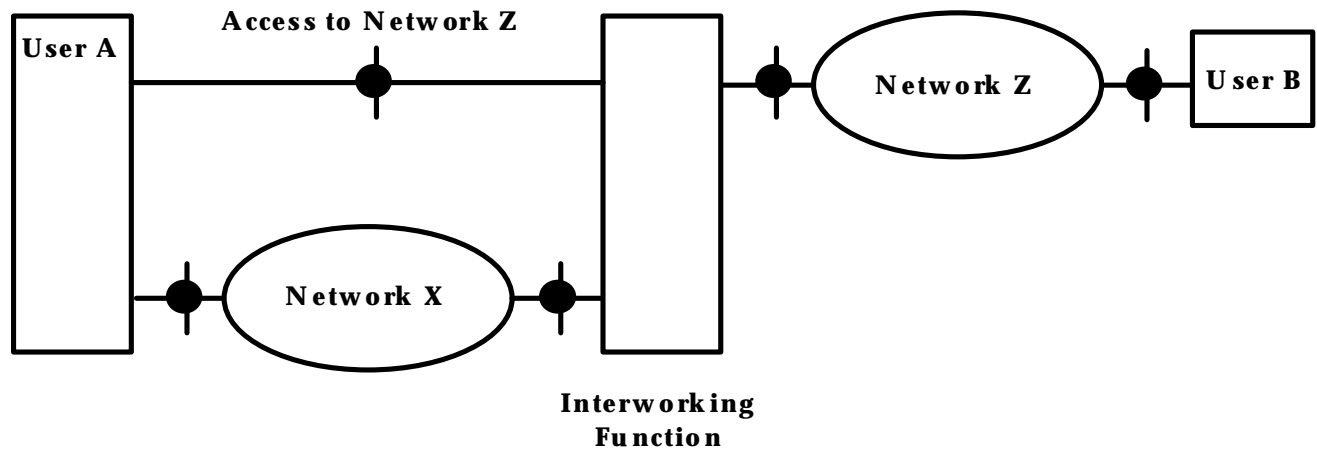 Access to Network Z
User A
Network Z
User B
Network X
Interworking
Function